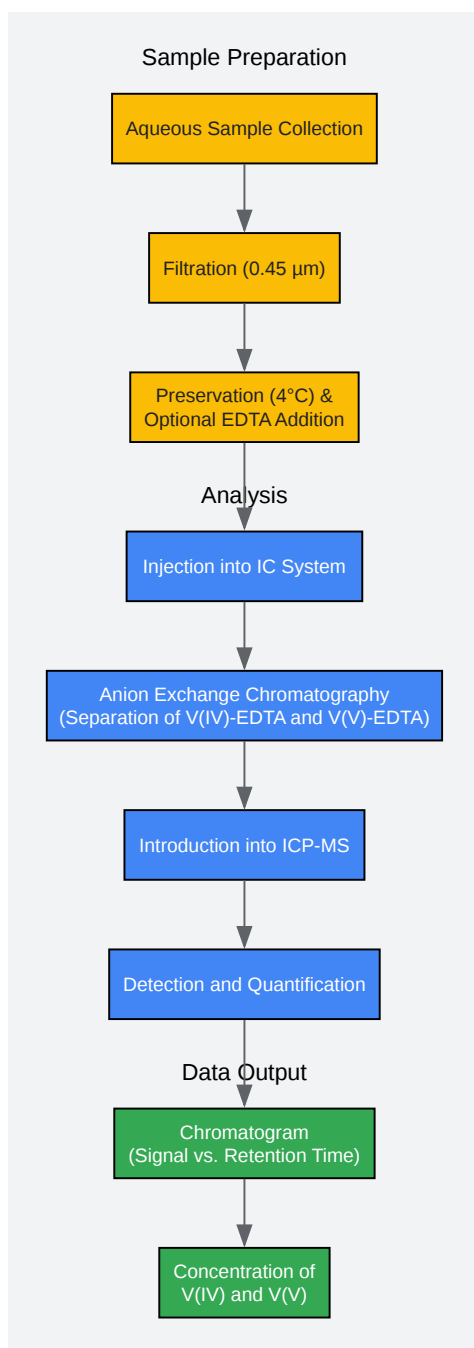 Sample Preparation
Aqueous Sample Collection
Filtration (0.45 µm)
Preservation (4°C) &
Optional EDTA Addition
Analysis
Injection into IC System
Anion Exchange Chromatography
(Separation of V(IV)-EDTA and V(V)-EDTA)
Introduction into ICP-MS
Detection and Quantification
Data Output
Chromatogram
(Signal vs. Retention Time)
Concentration of
V(IV) and V(V)